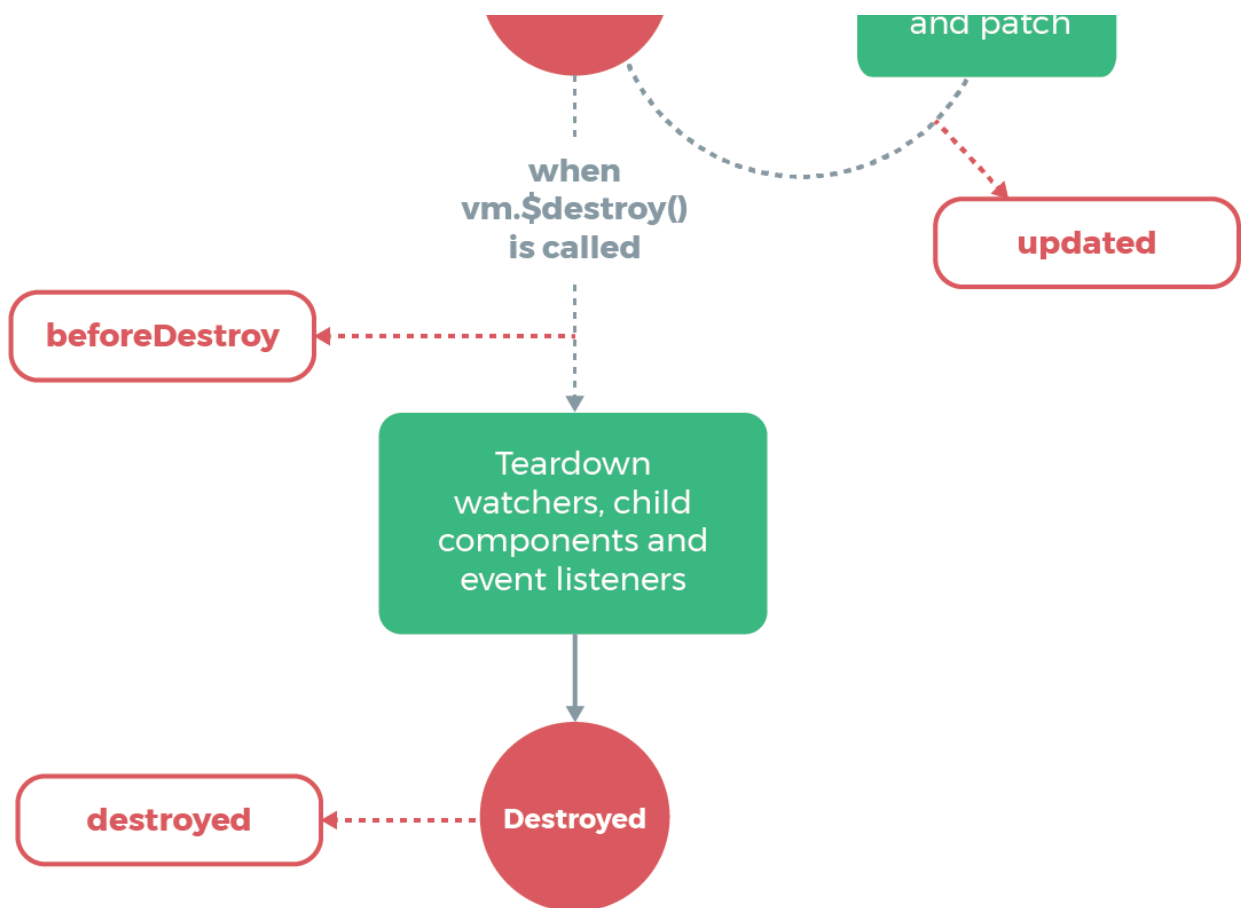 and patch
when
vm.$destroy()
is called
updated
beforeDestroy
Teardown
watchers, child
components and
event listeners
destroyed
Destroyed